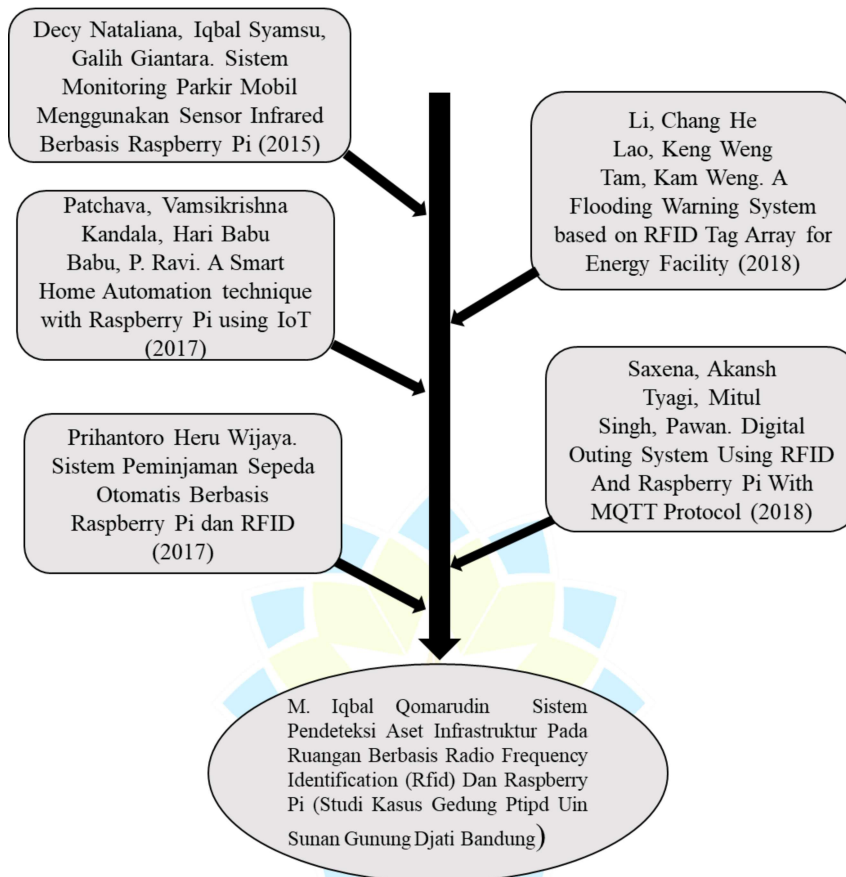 Decy Nataliana, Iqbal Syamsu,
Galih Giantara. Sistem
Monitoring Parkir Mobil
Menggunakan Sensor Infrared
Berbasis Raspberry Pi (2015)
Li, Chang He
Lao, Keng Weng
Tam, Kam Weng. A
Flooding Warning System
based on RFID Tag Array for
Energy Facility (2018)
Patchava, Vamsikrishna
Kandala, Hari Babu
Babu, P. Ravi. A Smart
Home Automation technique
with Raspberry Pi using IoT
(2017)
Saxena, Akansh
Tyagi, Mitul
Singh, Pawan. Digital
Outing System Using RFID
And Raspberry Pi With
MQTT Protocol (2018)
Prihantoro Heru Wijaya.
Sistem Peminjaman Sepeda
Otomatis Berbasis
Raspberry Pi dan RFID
(2017)
M. Iqbal Qomarudin Sistem
Pendeteksi Aset Infrastruktur Pada
Ruangan Berbasis Radio Frequency
Identification (Rfid) Dan Raspberry
Pi (Studi Kasus Gedung Ptipd Uin
Sunan Gunung Djati Bandung)